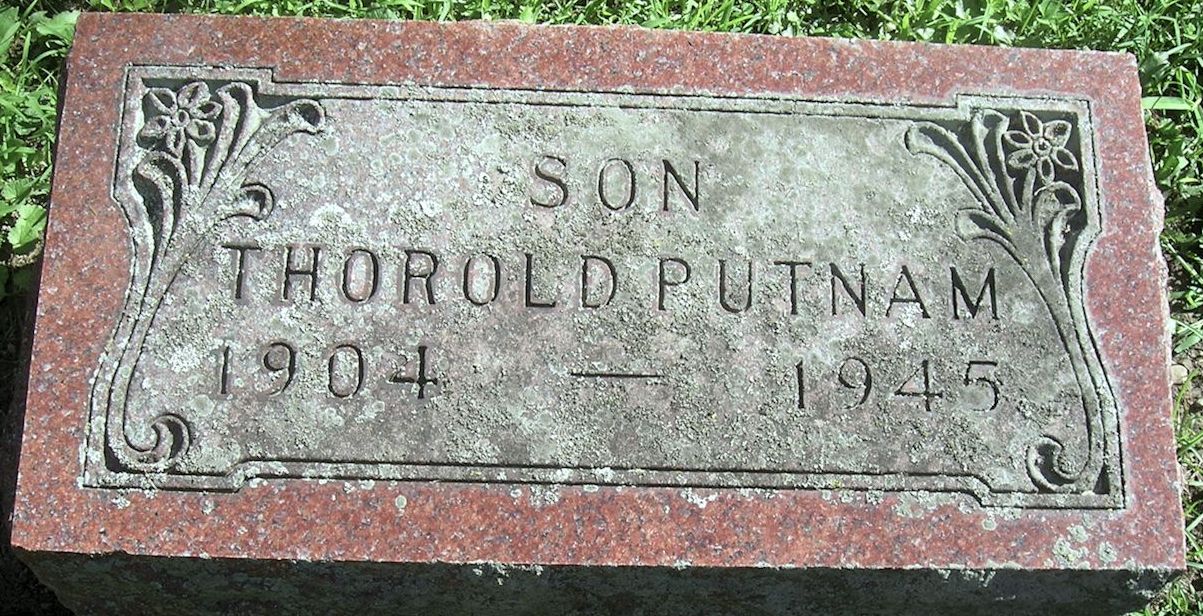 SON
THOROLD PUTNAM
1904 — 1945